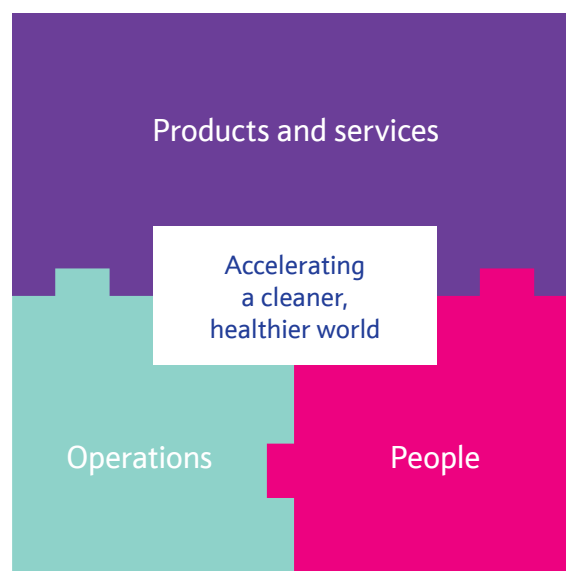 Products and services
Accelerating
a cleaner,
healthier world
Operations
People